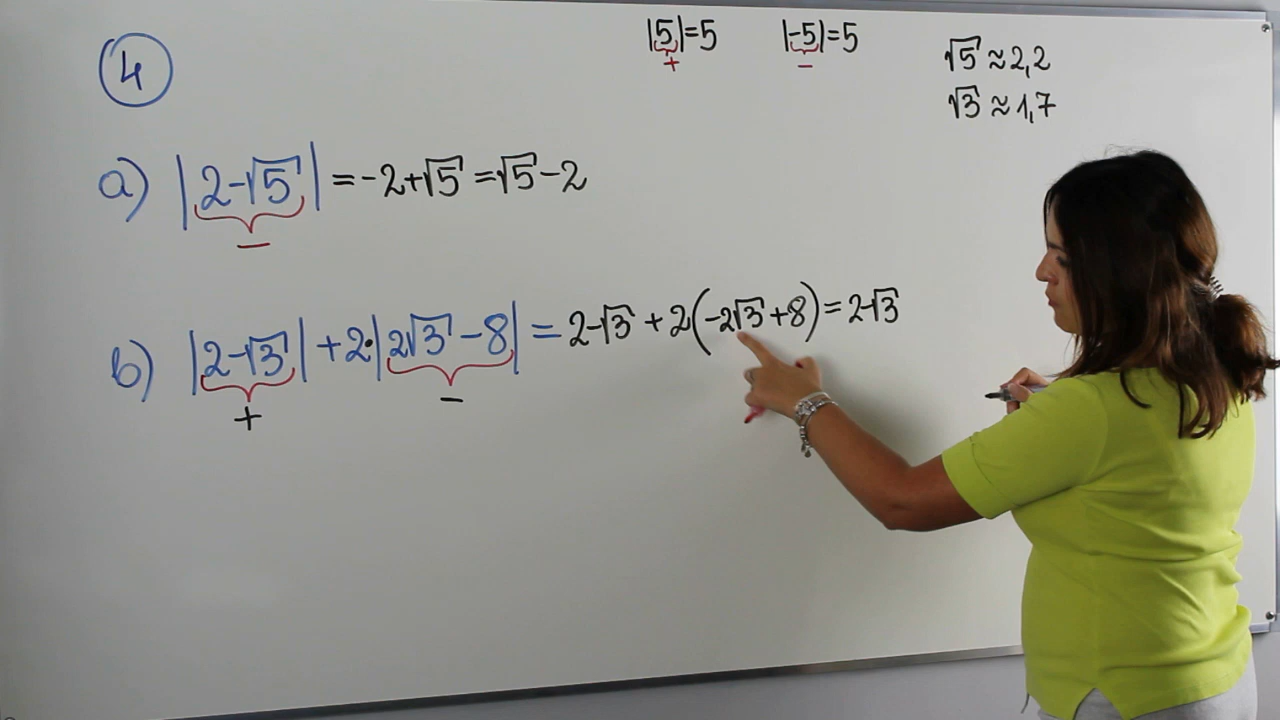 4
|5|=5 |-5|=5
+ −
√5 ≈ 2,2
√3 ≈ 1,7
a) |2-√5| = -2+√5 = √5-2
−
b) |2-√3| + 2·|2√3-8| = 2-√3 + 2(-2√3+8) = 2-√3
+ −